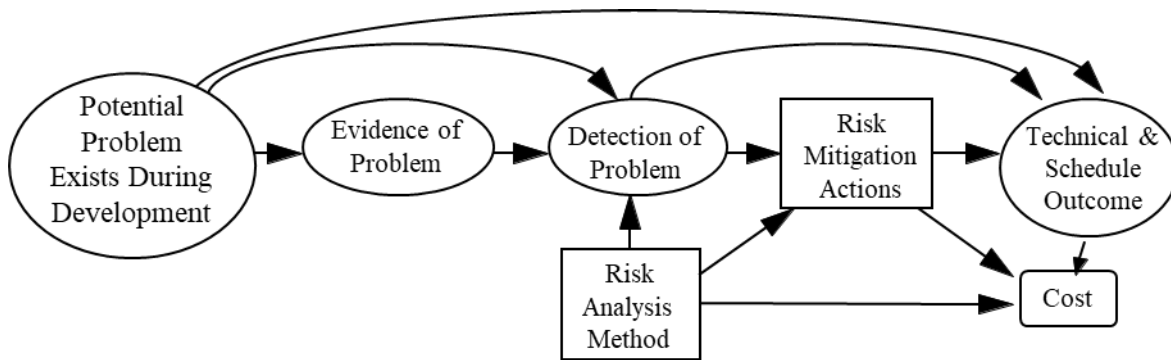 Potential
Problem
Exists During
Development
Evidence of
Problem
Detection of
Problem
Risk
Mitigation
Actions
Technical &
Schedule
Outcome
Risk
Analysis
Method
Cost